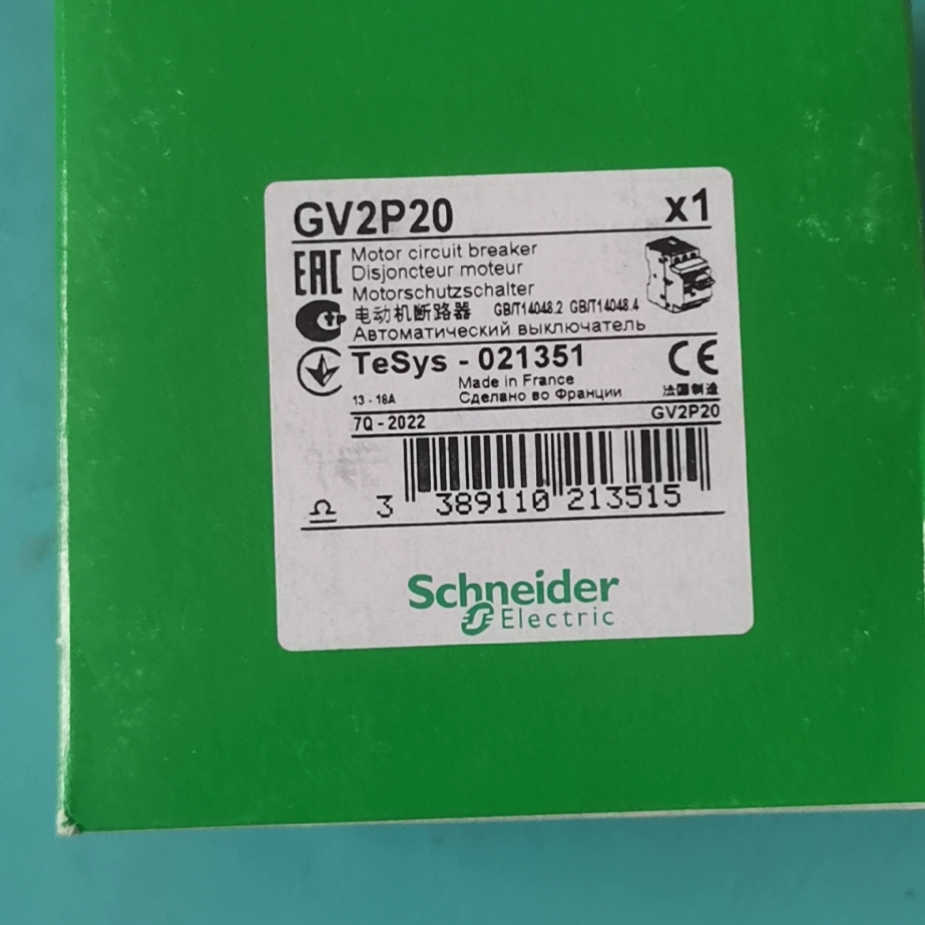 GV2P20 x1
EAC Motor circuit breaker
Disjoncteur moteur
Motorschutzschalter
电动机断路器 GB/T14048.2 GB/T14048.4
Автоматический выключатель
TeSys - 021351 CE
13 - 18A Made in France
Сделано во Франции 法国制造
7Q - 2022 GV2P20
3 389110 213515
Schneider
Electric